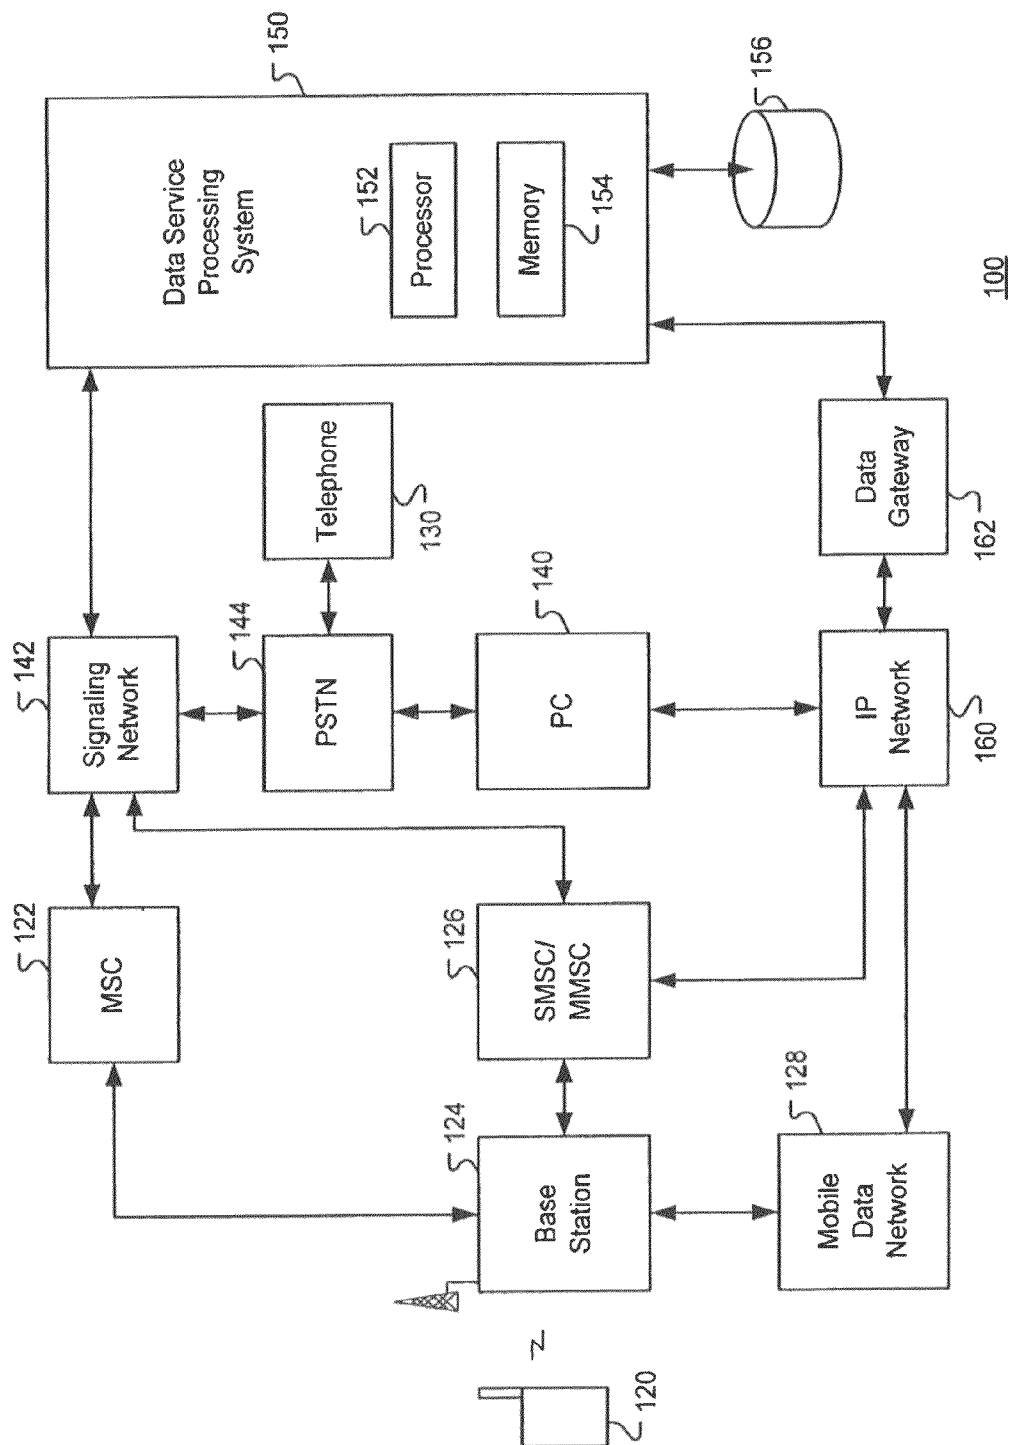 120
Base
Station
124
MSC
122
SMSC/
MMSC
126
Mobile
Data
Network
128
Signaling
Network
142
PSTN
144
Telephone
130
PC
140
IP
Network
160
Data
Gateway
162
Data Service
Processing
System
150
Processor
152
Memory
154
156
100